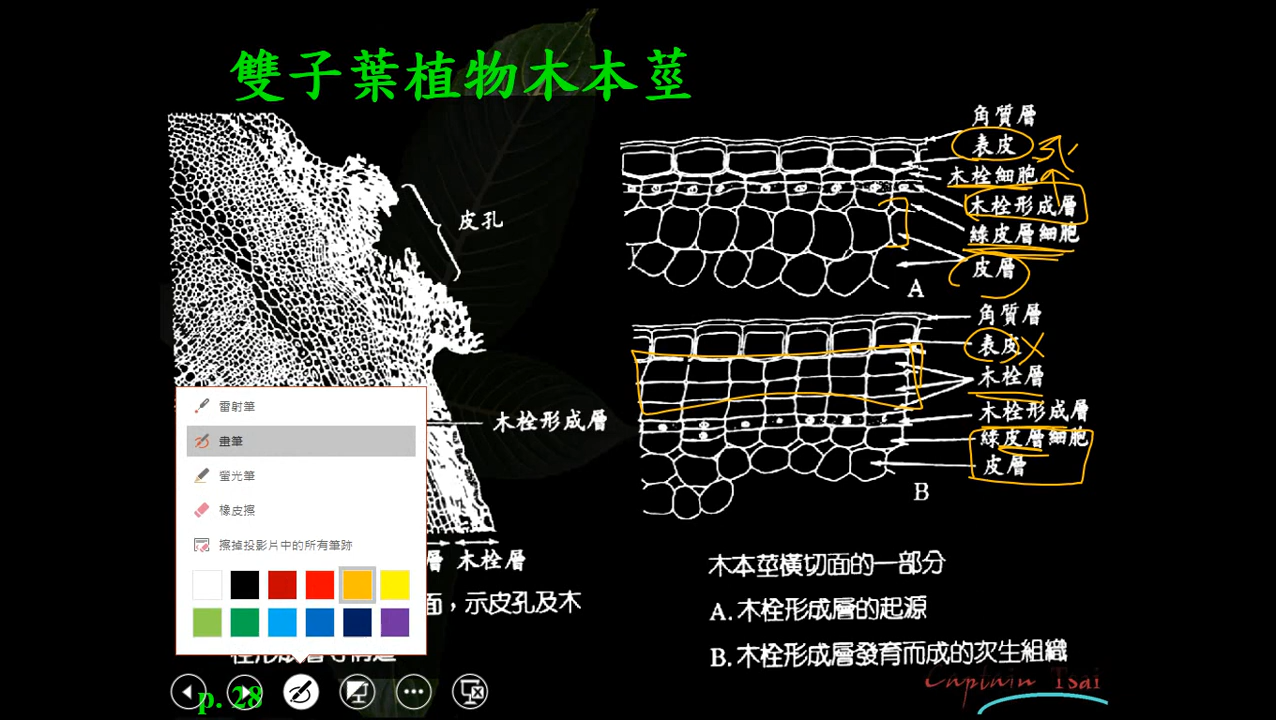 雙子葉植物木本莖
角質層
表皮
木栓細胞
木栓形成層
綠皮層細胞
皮層
A
皮孔
角質層
表皮
木栓層
木栓形成層
綠皮層細胞
皮層
B
木栓形成層
層 木栓層
面，示皮孔及木
雷射筆
畫筆
螢光筆
橡皮擦
擦掉投影片中的所有筆跡
木本莖橫切面的一部分
A. 木栓形成層的起源
B. 木栓形成層發育而成的次生組織
Captain Tsai
p. 28